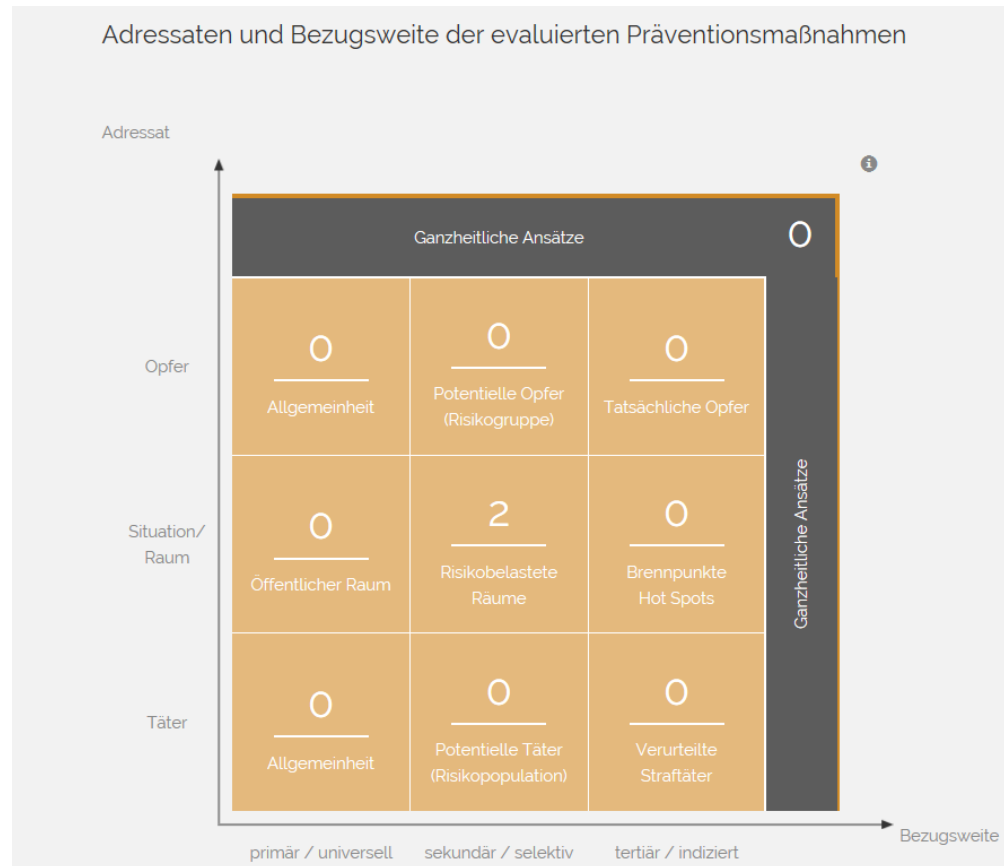 Adressaten und Bezugsweite der evaluierten Präventionsmaßnahmen
Adressat
Ganzheitliche Ansätze
0
Opfer
0
Allgemeinheit
0
Potentielle Opfer
(Risikogruppe)
0
Tatsächliche Opfer
Situation/
Raum
0
Öffentlicher Raum
2
Risikobelastete
Räume
0
Brennpunkte
Hot Spots
Ganzheitliche Ansätze
Täter
0
Allgemeinheit
0
Potentielle Täter
(Risikopopulation)
0
Verurteilte
Straftäter
Bezugsweite
primär / universell
sekundär / selektiv
tertiär / indiziert